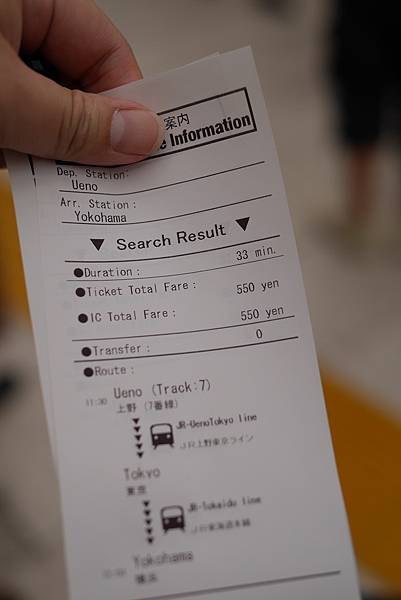 案内
e Information
Dep. Station:
Ueno
Arr. Station :
Yokohama
▼ Search Result ▼
●Duration : 33 min.
●Ticket Total Fare : 550 yen
●IC Total Fare : 550 yen
●Transfer : 0
●Route :
11:30 Ueno (Track:7)
上野 (7番線)
JR-UenoTokyo line
JR上野東京ライン
Tokyo
東京
JR-Tokaido line
JR東海道本線
Yokohama
横浜